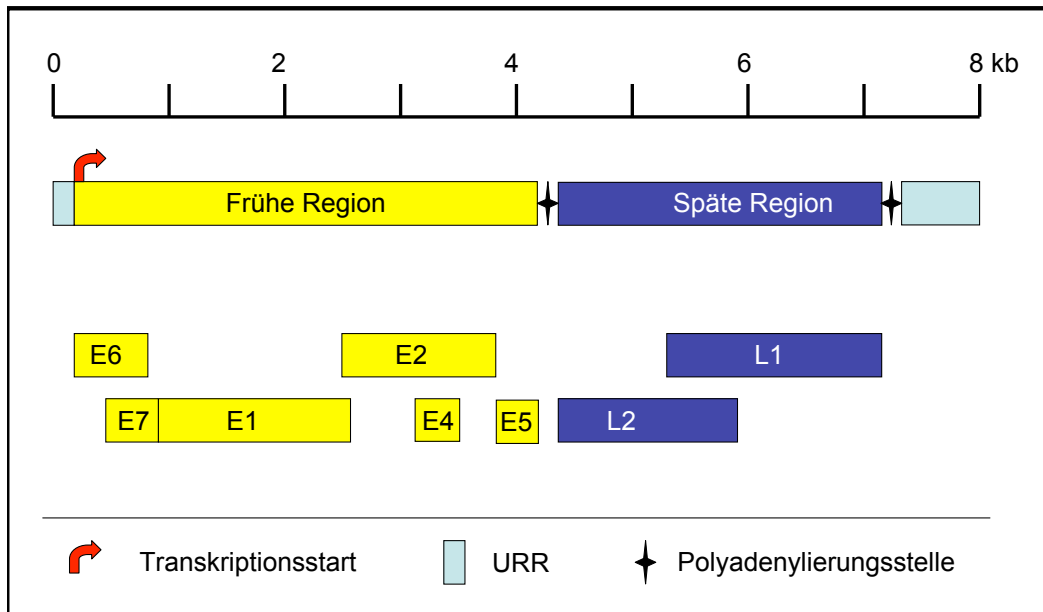 0 2 4 6 8 kb
Frühe Region Späte Region
E6 E2 L1
E7 E1 E4 E5 L2
Transkriptionsstart URR Polyadenylierungsstelle